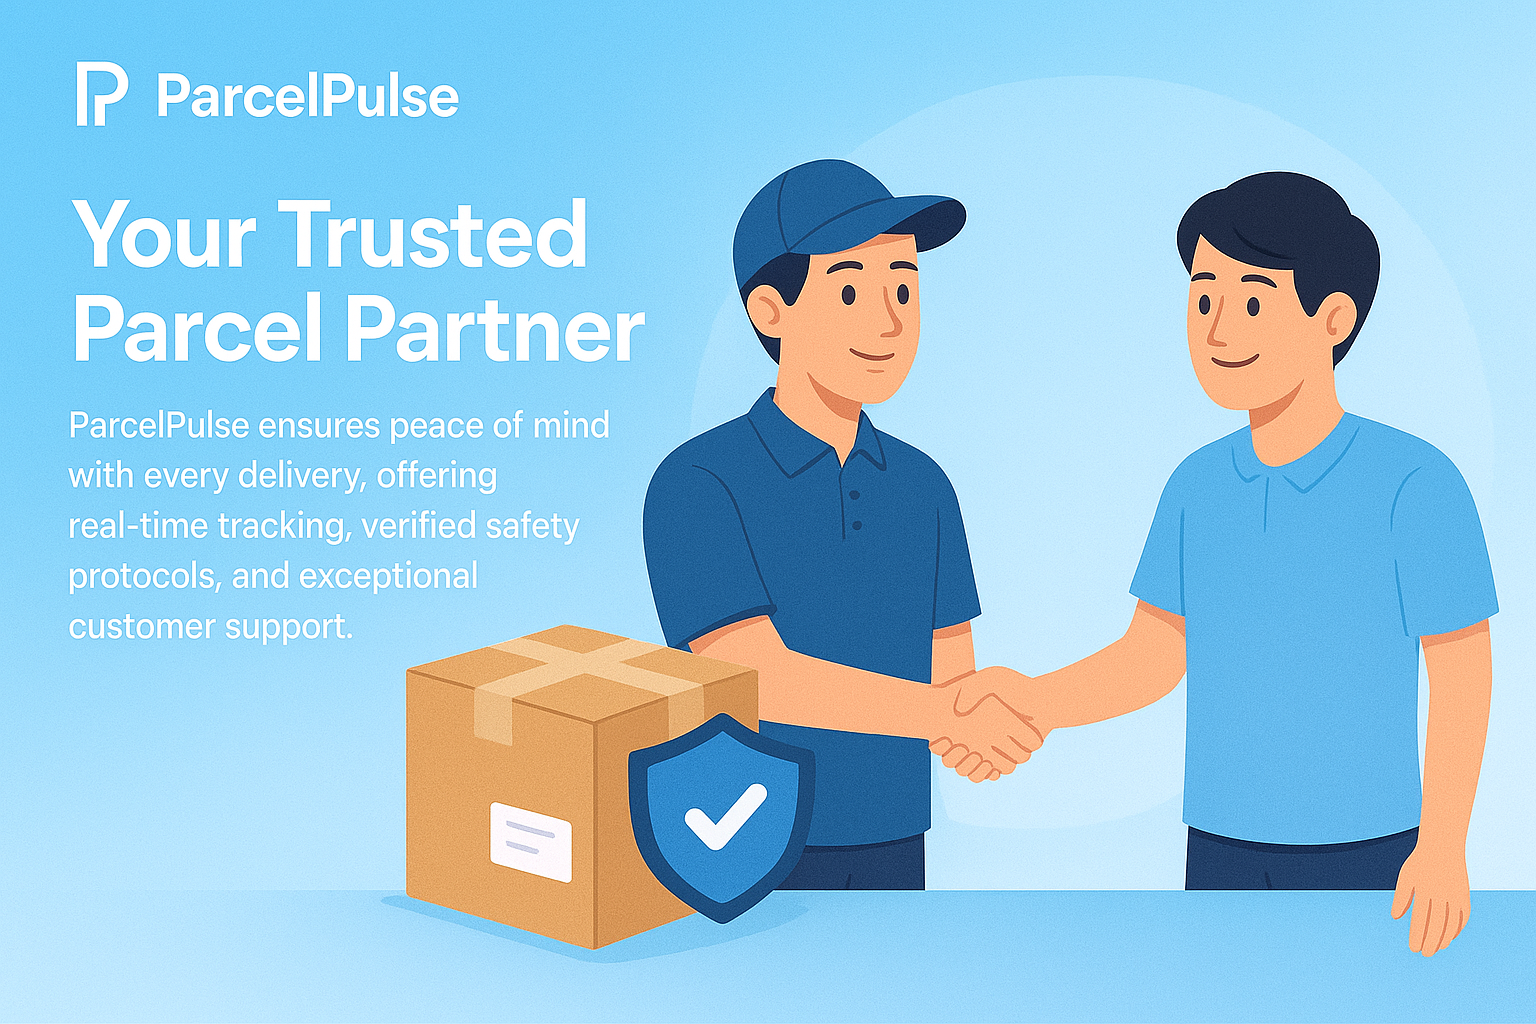 ParcelPulse
Your Trusted
Parcel Partner
ParcelPulse ensures peace of mind
with every delivery, offering
real-time tracking, verified safety
protocols, and exceptional
customer support.